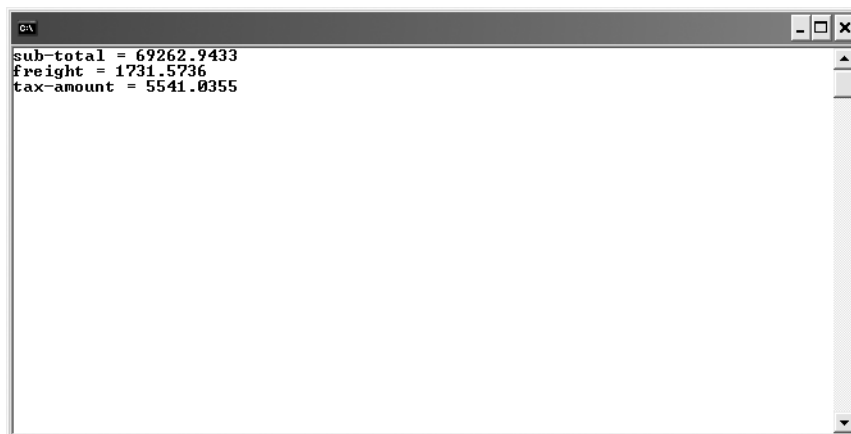 C:\
sub-total = 69262.9433
freight = 1731.5736
tax-amount = 5541.0355